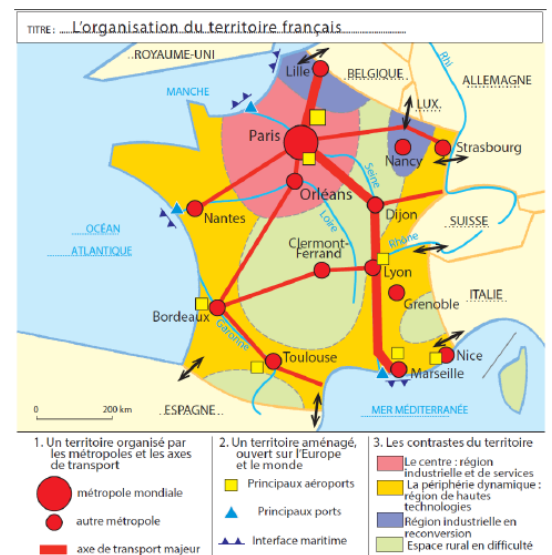 TITRE : L'organisation du territoire français
ROYAUME-UNI
Lille
BELGIQUE
Rhi
ALLEMAGNE
MANCHE
LUX.
Paris
Nancy
Strasbourg
Seine
Orléans
Nantes
Dijon
OCÉAN
ATLANTIQUE
Loire
SUISSE
Clermont-
Ferrand
Rhône
Lyon
ITALIE
Grenoble
Bordeaux
Garonne
Toulouse
Nice
Marseille
0 200 km
ESPAGNE
MER MÉDITERRANÉE
1. Un territoire organisé par
les métropoles et les axes
de transport
métropole mondiale
autre métropole
axe de transport majeur
2. Un territoire aménagé,
ouvert sur l'Europe
et le monde
Principaux aéroports
Principaux ports
Interface maritime
3. Les contrastes du territoire
Le centre : région
industrielle et de services
La périphérie dynamique :
région de hautes
technologies
Région industrielle en
reconversion
Espace rural en difficulté